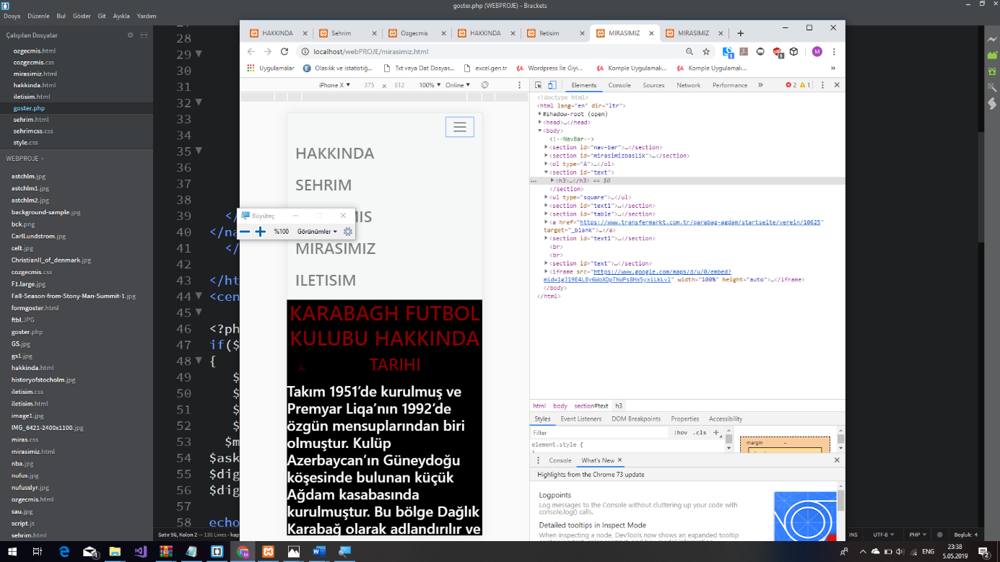 goster.php (WEBPROJE) - Brackets
Dosya Düzenle Bul Göster Git Ayıkla Yardım
Çalışılan Dosyalar
ozgecmis.html
cozgecmis.css
mirasimiz.html
hakkinda.html
iletisim.html
goster.php
sehrim.html
sehrimcss.css
style.css
WEBPROJE
astchlm.jpg
astchlm1.jpg
astchlm2.jpg
background-sample.jpg
bck.png
CarlLundstrom.jpg
celt.jpg
ChristianII_of_denmark.jpg
cozgecmis.css
F1.large.jpg
Fall-Season-from-Stony-Man-Summit-1.jpg
formgoster.html
ftbl.JPG
goster.php
GS.jpg
gs1.jpg
hakkinda.html
historyofstocholm.jpg
iletisim.css
iletisim.html
image1.jpg
IMG_6421-2400x1100.jpg
miras.css
mirasimiz.html
nba.jpg
nufus.jpg
nufusslyr.jpg
ozgecmis.html
sau.jpg
script.js
sehrim.html
28
29
30
31
32
33
34
35
36
37
38
39 </
40 </na
41 </
42
43 </ht
44 <cen
45
46 <?ph
47 if($
48 {
49 $
50 $
51 $
52 $
53 $m
54 $ask
55 $dig
56 $dig
57
58 echo
Satır 96, Kolon 2 — 138 Lines - kap
INS UTF-8 PHP Boşluk: 4
HAKKINDA Sehrim Ozgecmis HAKKINDA Iletisim MIRASIMIZ MIRASIMIZ
localhost/webPROJE/mirasimiz.html
Uygulamalar Olasılık ve istatistiğ... Txt veya Dat Dosyas... excel.gen.tr Wordpress İle Giyi... Komple Uygulamalı... Komple Uygulamalı... »
iPhone X 375 x 812 100% Online
HAKKINDA
SEHRIM
MIS
MIRASIMIZ
ILETISIM
Büyüteç
%100 Görünümler
KARABAGH FUTBOL
KULUBU HAKKINDA
A. TARIHI
Takım 1951’de kurulmuş ve
Premyar Liqa’nın 1992’de
özgün mensuplarından biri
olmuştur. Kulüp
Azerbaycan’ın Güneydoğu
köşesinde bulunan küçük
Ağdam kasabasında
kurulmuştur. Bu bölge Dağlık
Karabağ olarak adlandırılır ve
Elements Console Sources Network Performance » 2 1
<!doctype html>
<html lang="en" dir="ltr">
#shadow-root (open)
<head>…</head>
<body>
<!--NavBar-->
<section id="nav-bar">…</section>
<section id="mirasimizbaslik">…</section>
<ol type="A">…</ol>
<section id="text">
... <h3>…</h3> == $0
</section>
<ul type="square">…</ul>
<section id="text1">…</section>
<section id="table">…</section>
<a href="https://www.transfermarkt.com.tr/qarabag-agdam/startseite/verein/10625"
target="_blank">…</a>
<section id="text1">…</section>
<br>
<br>
<section id="text">…</section>
<iframe src="https://www.google.com/maps/d/u/0/embed?
mid=1gJ19E4LBy6WoXDpThWPs8Hx5yxiLkLvl" width="100%" height="auto">…</iframe>
</body>
</html>
html body section#text h3
Styles Event Listeners DOM Breakpoints Properties Accessibility
Filter :hov .cls +
element.style {
margin –
Console What's New
Highlights from the Chrome 73 update
Logpoints
Log messages to the Console without cluttering up your code with
console.log() calls.
Detailed tooltips in Inspect Mode
When inspecting a node, DevTools now shows an expanded tooltip
ENG
23:38
5.05.2019
2